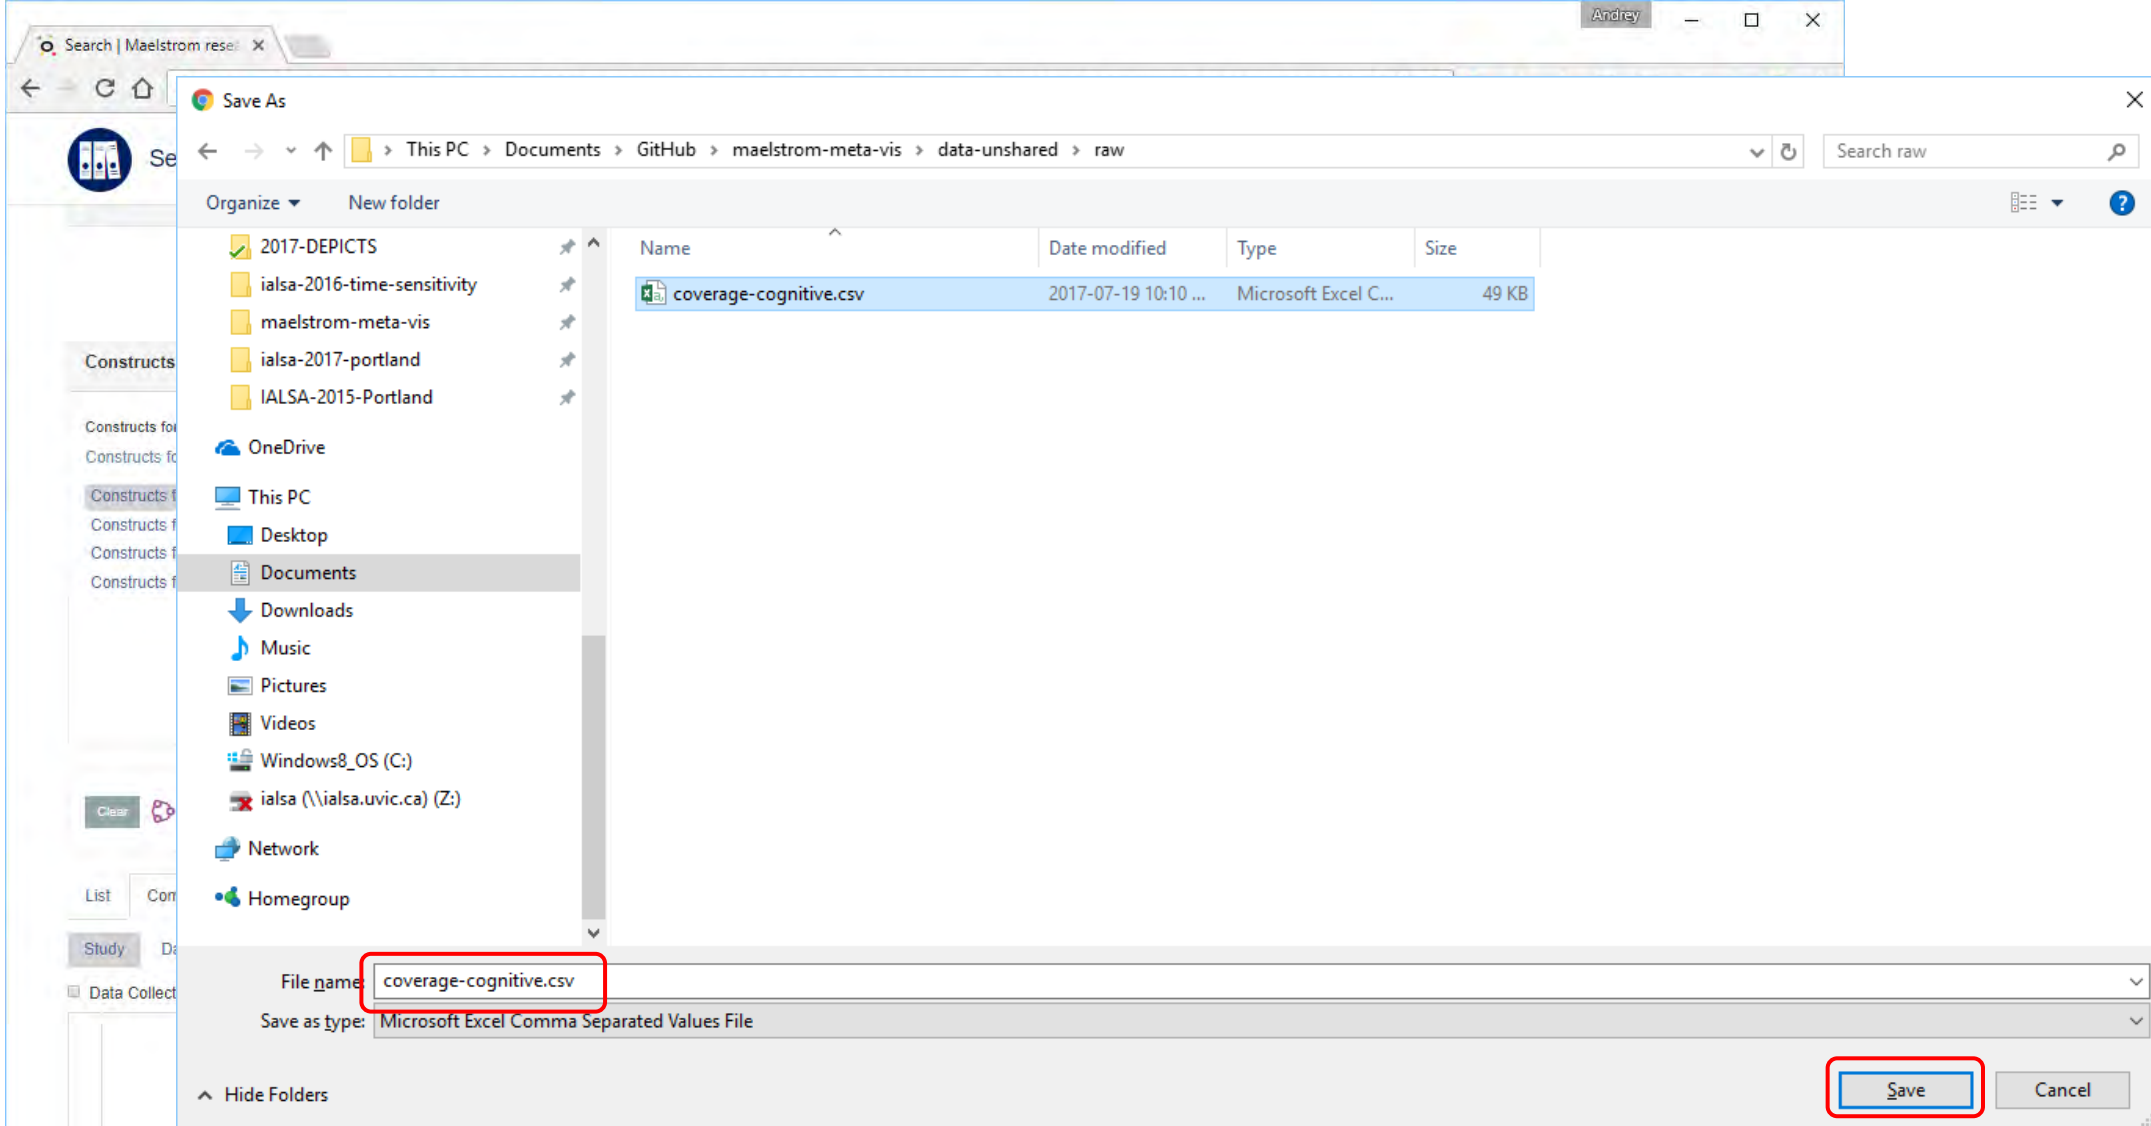 Andrey
Search | Maelstrom rese
Save As
Se
This PC > Documents > GitHub > maelstrom-meta-vis > data-unshared > raw
Search raw
Organize
New folder
Name
Date modified
Type
Size
2017-DEPICTS
coverage-cognitive.csv
2017-07-19 10:10 ...
Microsoft Excel C...
49 KB
ialsa-2016-time-sensitivity
maelstrom-meta-vis
ialsa-2017-portland
IALSA-2015-Portland
OneDrive
This PC
Desktop
Documents
Downloads
Music
Pictures
Videos
Windows8_OS (C:)
ialsa (\\ialsa.uvic.ca) (Z:)
Network
Homegroup
Constructs
Constructs for
Constructs fo
Constructs f
Constructs f
Constructs f
Constructs f
Clear
List
Com
Study
Da
Data Collect
File name:
coverage-cognitive.csv
Save as type:
Microsoft Excel Comma Separated Values File
Hide Folders
Save
Cancel